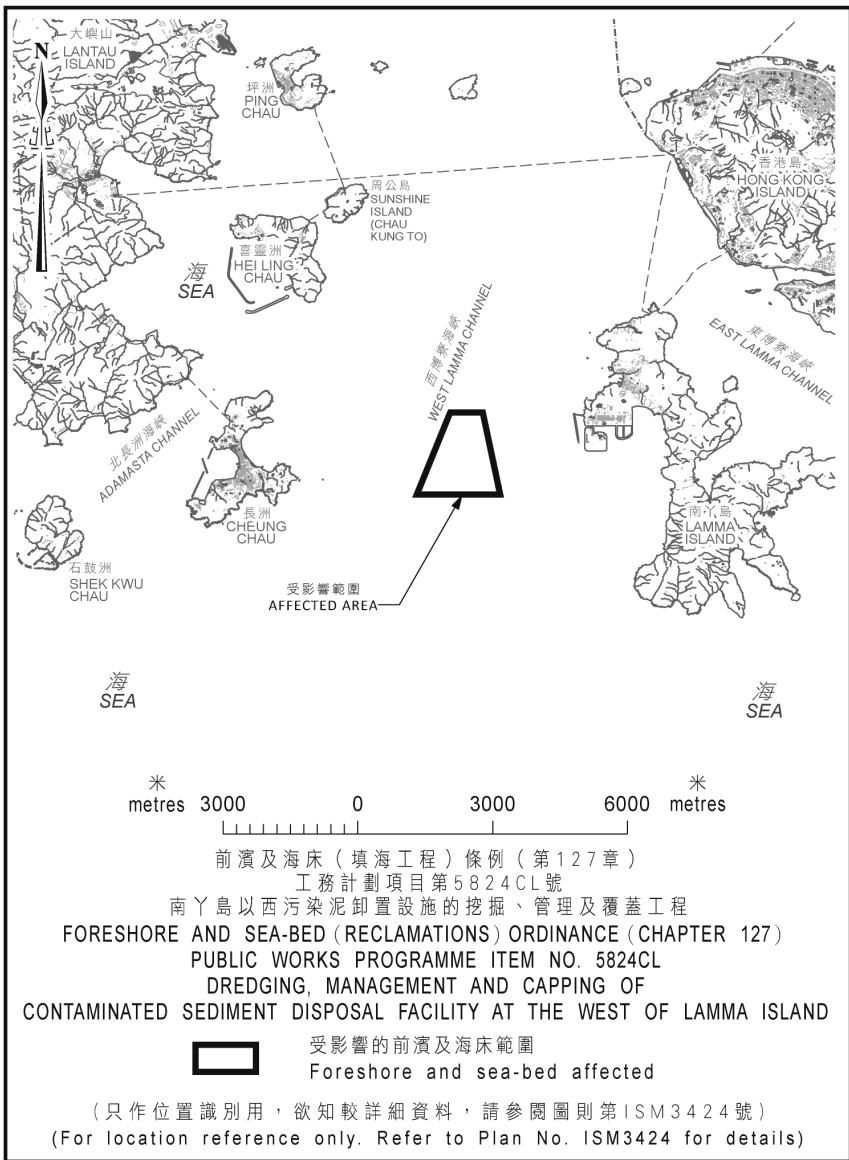 大嶼山
LANTAU
ISLAND
N
坪洲
PING
CHAU
周公島
SUNSHINE
ISLAND
(CHAU
KUNG TO)
香港島
HONG KONG
ISLAND
喜靈洲
HEI LING
CHAU
海
SEA
西博寮海峽
WEST LAMMA CHANNEL
東博寮海峽
EAST LAMMA CHANNEL
北長洲海峽
ADAMASTA CHANNEL
長洲
CHEUNG
CHAU
南丫島
LAMMA
ISLAND
石鼓洲
SHEK KWU
CHAU
受影響範圍
AFFECTED AREA
海
SEA
海
SEA
米
metres 3000 0 3000 6000 米
metres
前濱及海床（填海工程）條例（第127章）
工務計劃項目第5824CL號
南丫島以西污染泥卸置設施的挖掘、管理及覆蓋工程
FORESHORE AND SEA-BED (RECLAMATIONS) ORDINANCE (CHAPTER 127)
PUBLIC WORKS PROGRAMME ITEM NO. 5824CL
DREDGING, MANAGEMENT AND CAPPING OF
CONTAMINATED SEDIMENT DISPOSAL FACILITY AT THE WEST OF LAMMA ISLAND
受影響的前濱及海床範圍
Foreshore and sea-bed affected
（只作位置識別用，欲知較詳細資料，請參閱圖則第ISM3424號）
(For location reference only. Refer to Plan No. ISM3424 for details)